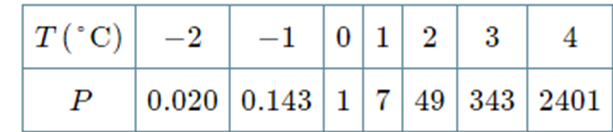 T(°C) −2 −1 0 1 2 3 4
P 0.020 0.143 1 7 49 343 2401